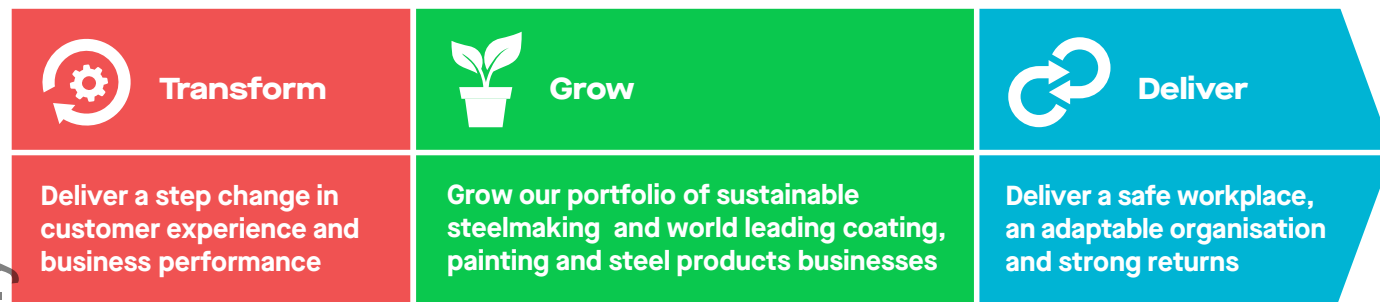 Transform
Deliver a step change in
customer experience and
business performance
Grow
Grow our portfolio of sustainable
steelmaking and world leading coating,
painting and steel products businesses
Deliver
Deliver a safe workplace,
an adaptable organisation
and strong returns